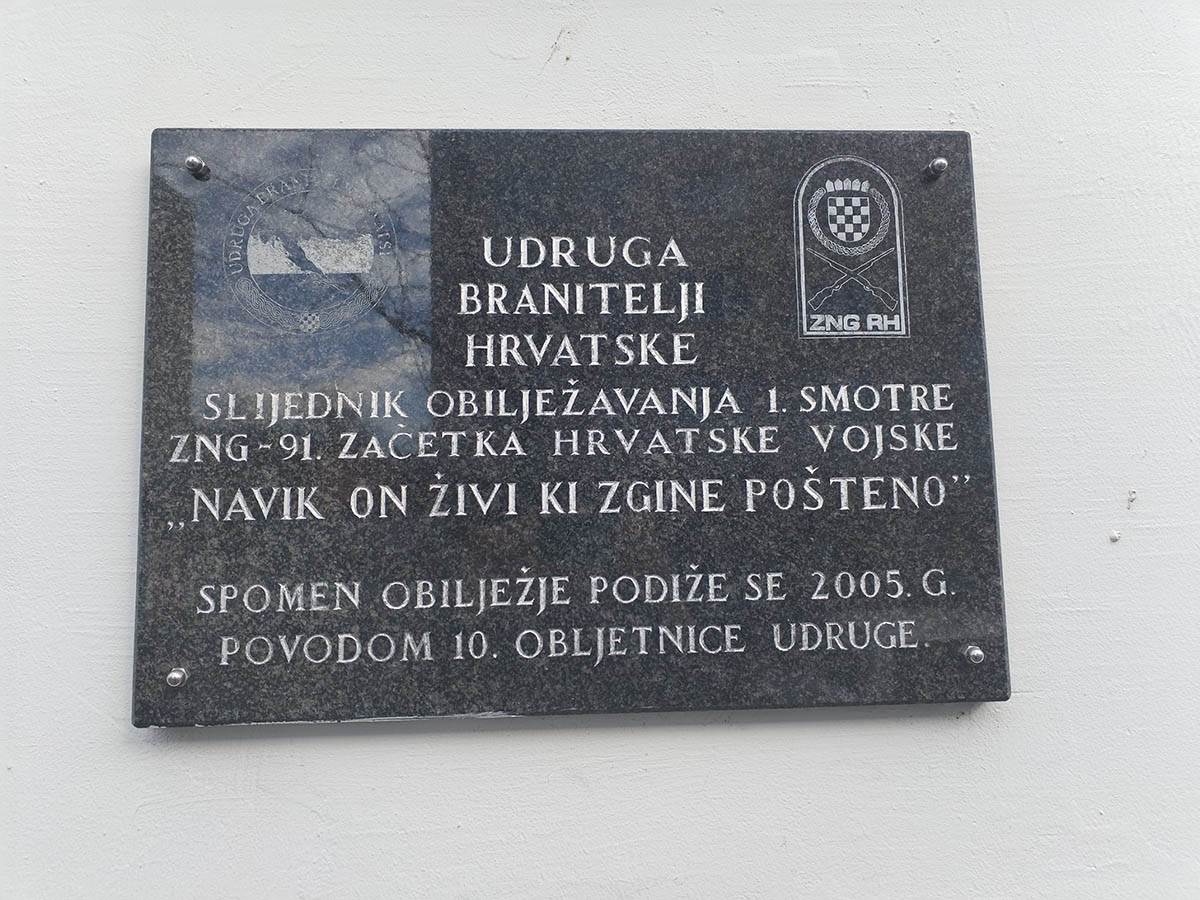 UDRUGA
BRANITELJI
HRVATSKE
ZNG RH
SLIJEDNIK OBILJEŽAVANJA 1. SMOTRE
ZNG-91. ZAČETKA HRVATSKE VOJSKE
„NAVIK ON ŽIVI KI ZGINE POŠTENO”
SPOMEN OBILJEŽJE PODIŽE SE 2005. G.
POVODOM 10. OBLJETNICE UDRUGE.
UDRUGA